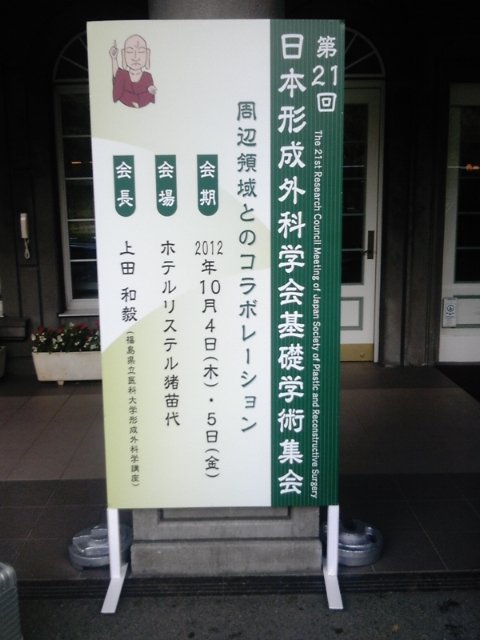 第21回
日本形成外科学会基礎学術集会
The 21st Research Council Meeting of Japan Society of Plastic and Reconstructive Surgery
周辺領域とのコラボレーション
会期
2012年10月4日(木)・5日(金)
会場
ホテルリステル猪苗代
会長
上田 和毅(福島県立医科大学形成外科学講座)